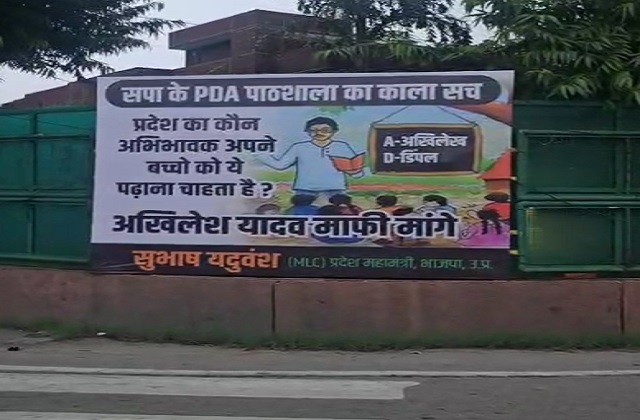 सपा के PDA पाठशाला का काला सच
प्रदेश का कौन
अभिभावक अपने
बच्चो को ये
पढ़ाना चाहता है ?
A-अखिलेख
D-डिंपल
अखिलेश यादव माफी मांगे
सुभाष यदुवंश (MLC) प्रदेश महामंत्री, भाजपा, उ.प्र.